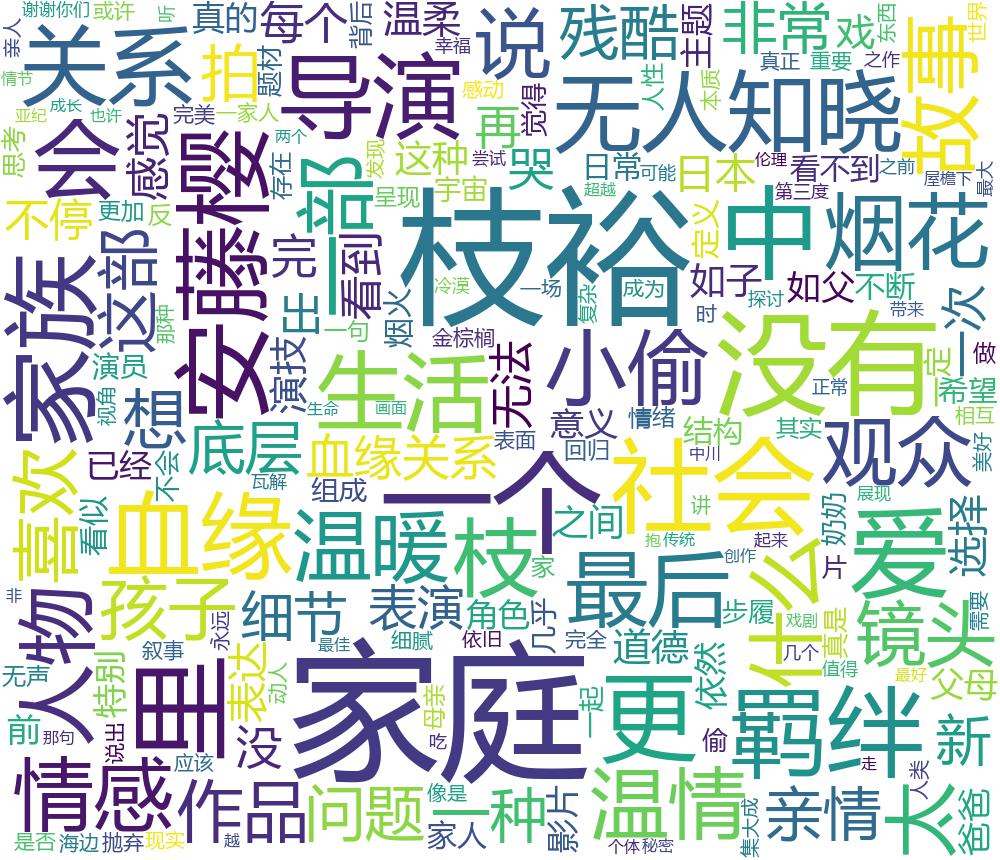 谢谢你们
或许
听
真的
每个
背后
温柔
幸福
说
残酷
主题
非常
戏
东西
故事
世界
亲人
关系
拍
题材
导演
感动
觉得
无人知晓
人性
真正
重要
之作
本质
情节
亚纪
成长
也许
完美
一家人
再
思考
会
感觉
樱
两个
存在
一部
发现
这种
尝试
哭
日常
可能
日本
伦理
看不到
之前
屋檐下
最大
呈现
宇宙
超越
第三度
中
烟花
不停
更加
反
枝裕
定义
家族
这部
安藤
完
看到
冷漠
一场
复杂
成为
如子
探讨
如父
不断
时
带来
一次
那种
任
烟火
一句
金棕榈
小偷
没有
一定
做
演员
演技
生活
无法
正常
希望
视角
想
生命
画面
意义
情绪
结构
其实
相互
喜欢
底层
血缘关系
表面
回归
中川
观众
美好
已经
不会
瓦解
组成
一个
社会
讲
展现
看似
血缘
温暖
枝
之间
抱
传统
起来
奶奶
选择
家
创作
什么
片
爱
非
人物
孩子
细节
表演
角色
几乎
最后
步履
戏剧
真是
镜头
需要
永远
最佳
细腻
依旧
完全
道德
几个
值得
无声
特别
叙事
里
表达
动人
家庭
母亲
一起
更
依然
羁绊
最好
父母
前
那句
说出
没
吃
偷
新
走
情感
应该
作品
问题
像是
一种
影片
温情
亲情
太
人类
爸爸
是否
海边
抛弃
现实
越
家人
个体
秘密
集大成